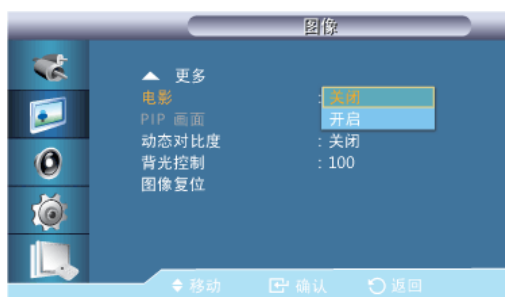 图像
▲ 更多
电影 : 关闭
开启
PIP 画面
动态对比度 : 关闭
背光控制 : 100
图像复位
移动 确认 返回